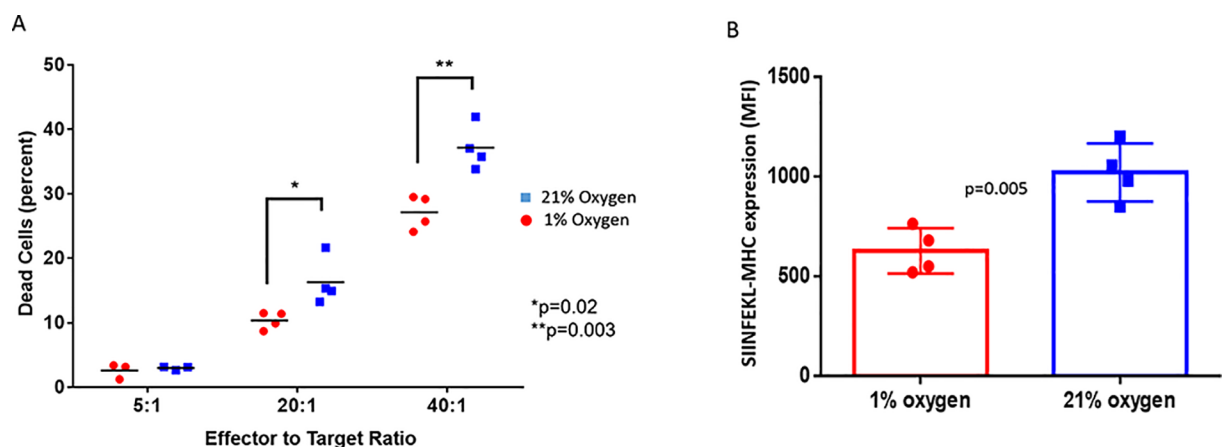 A
Dead Cells (percent)
50
40
30
20
10
0
*
**
5:1
20:1
40:1
Effector to Target Ratio
21% Oxygen
1% Oxygen
*p=0.02
**p=0.003
B
SIINFEKL-MHC expression (MFI)
1500
1000
500
0
p=0.005
1% oxygen
21% oxygen